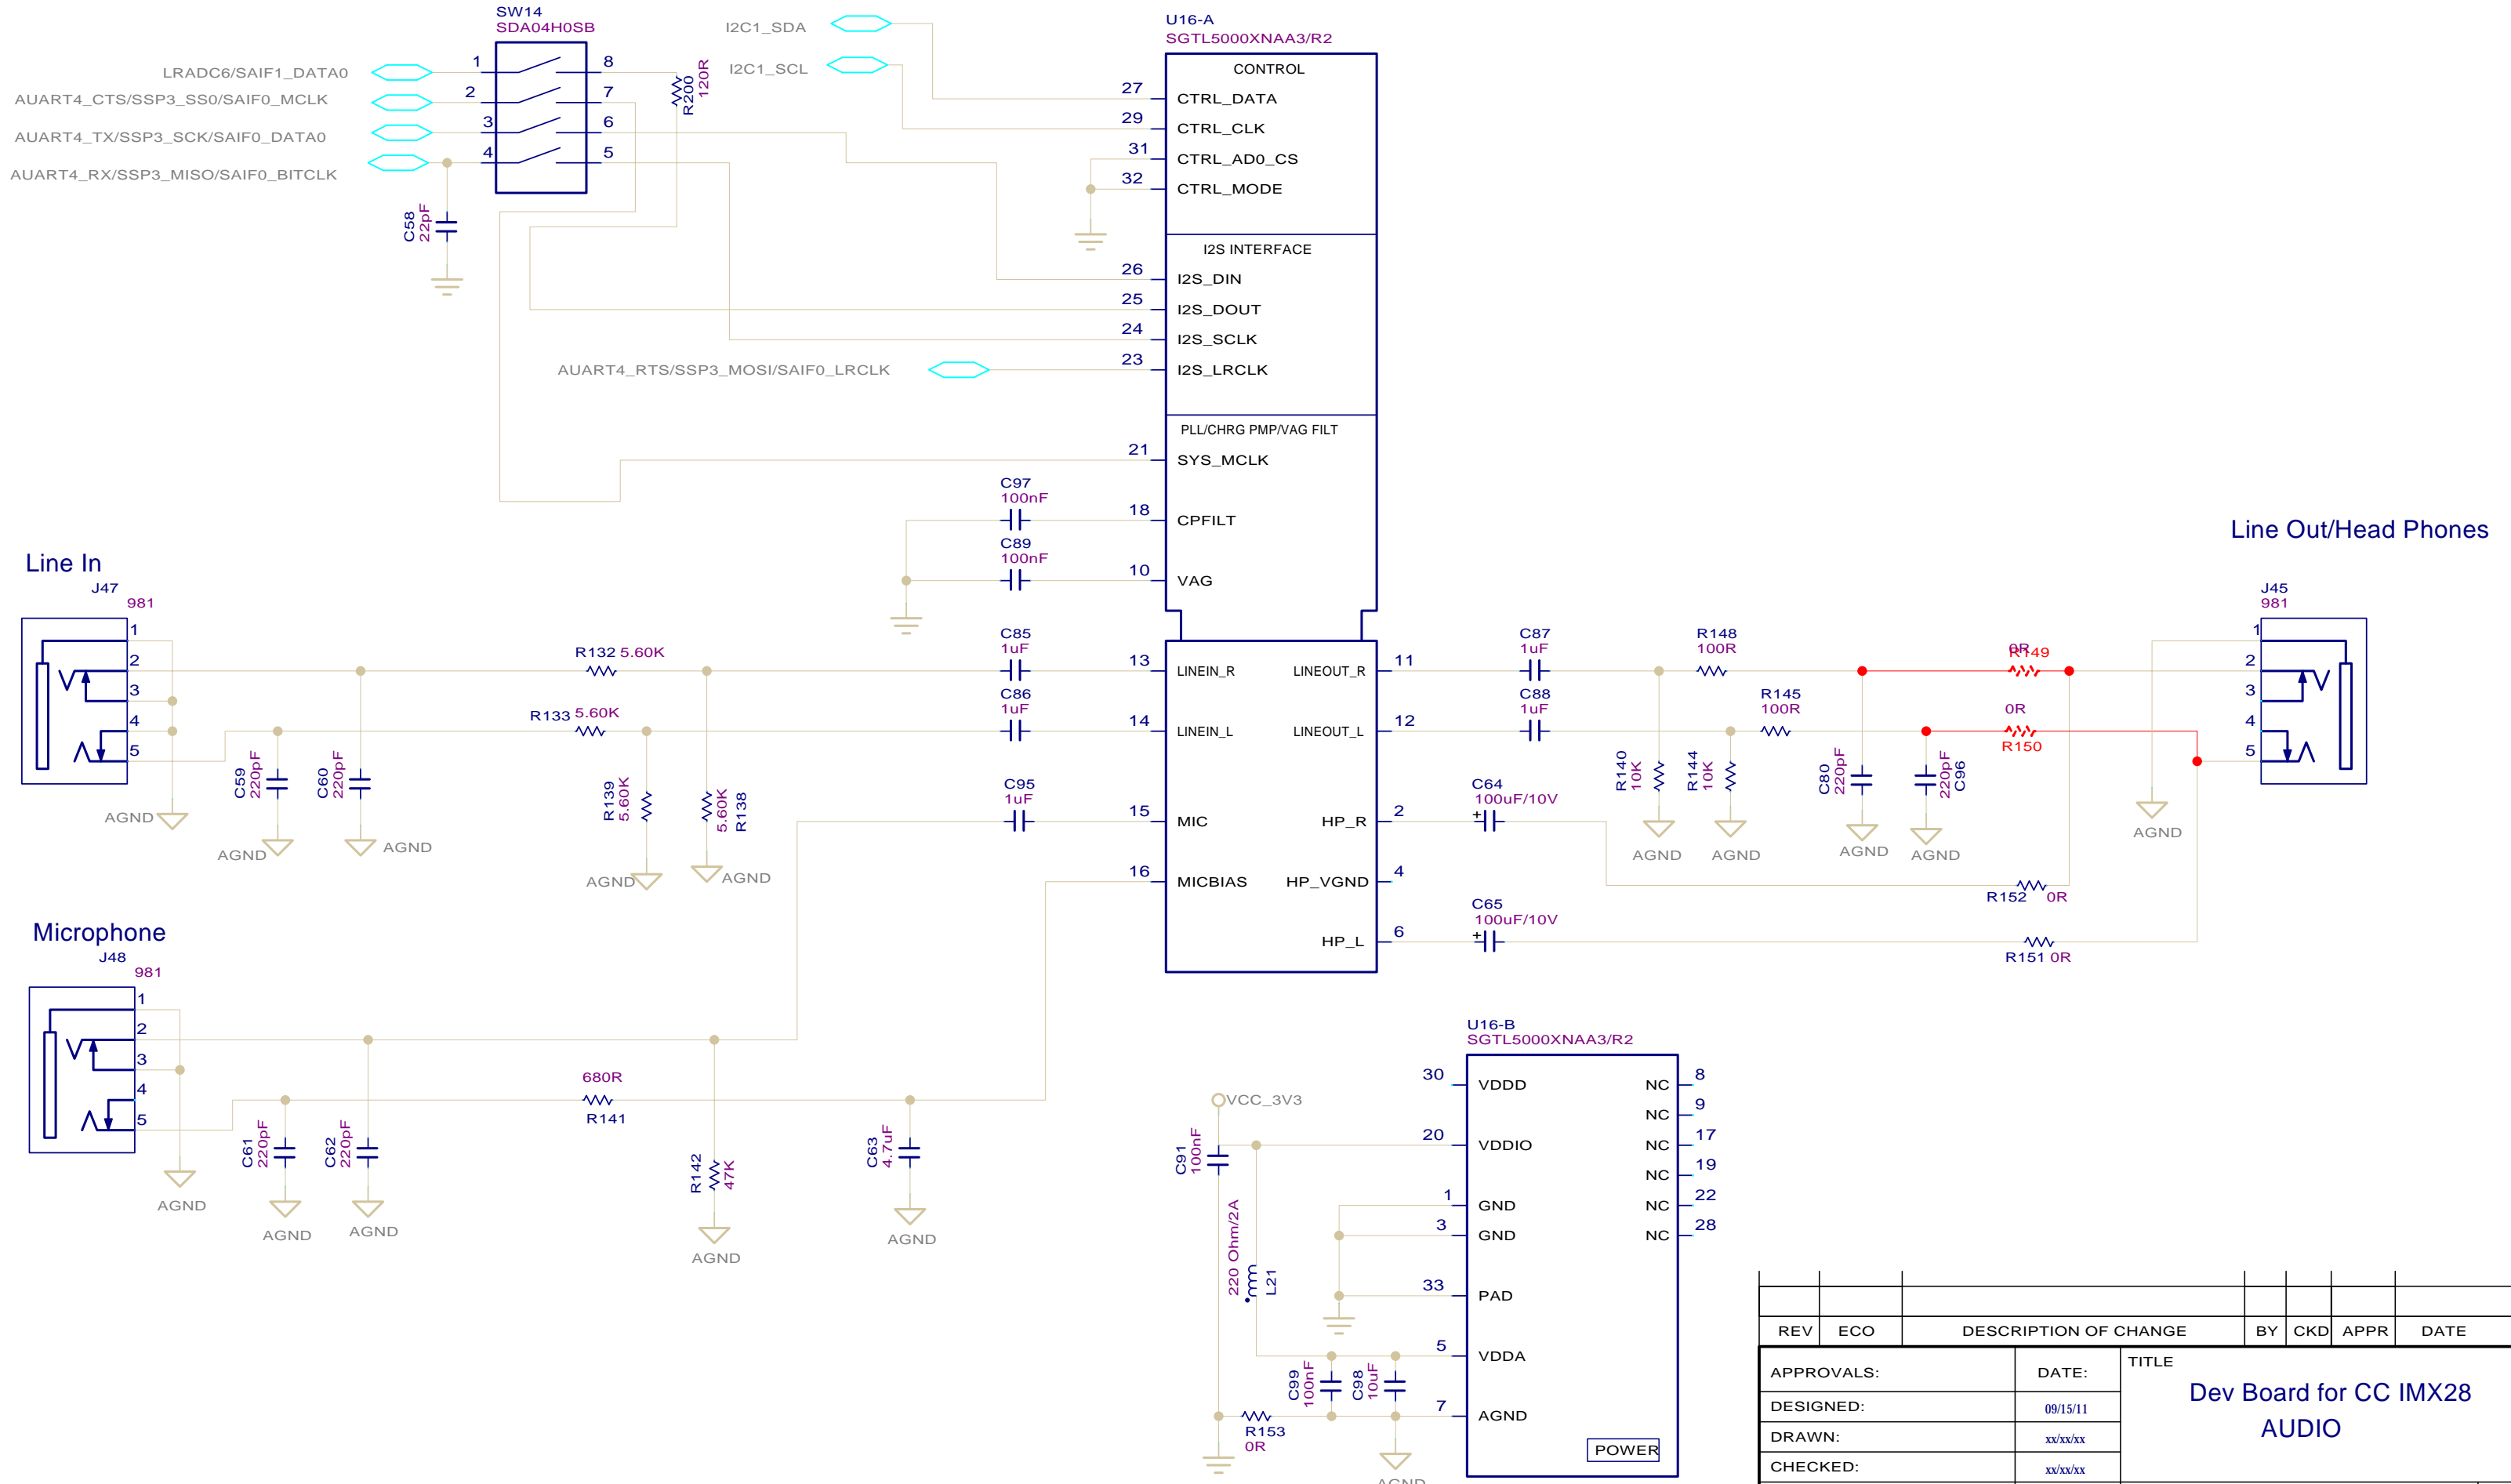 SW14
SDA04H0SB
LRADC6/SAIF1_DATA0
AUART4_CTS/SSP3_SS0/SAIF0_MCLK
AUART4_TX/SSP3_SCK/SAIF0_DATA0
AUART4_RX/SSP3_MISO/SAIF0_BITCLK
1
2
3
4
8
7
6
5
R200
120R
C58
22pF
I2C1_SDA
I2C1_SCL
AUART4_RTS/SSP3_MOSI/SAIF0_LRCLK
U16-A
SGTL5000XNAA3/R2
CONTROL
27 CTRL_DATA
29 CTRL_CLK
31 CTRL_AD0_CS
32 CTRL_MODE
I2S INTERFACE
26 I2S_DIN
25 I2S_DOUT
24 I2S_SCLK
23 I2S_LRCLK
PLL/CHRG PMP/VAG FILT
21 SYS_MCLK
C97
100nF
18 CPFILT
C89
100nF
10 VAG
Line In
J47
981
1
2
3
4
5
AGND
C59
220pF
AGND
C60
220pF
AGND
R132 5.60K
R133 5.60K
R139
5.60K
AGND
R138
5.60K
AGND
C85
1uF
C86
1uF
C95
1uF
13 LINEIN_R
14 LINEIN_L
15 MIC
16 MICBIAS
LINEOUT_R 11
LINEOUT_L 12
HP_R 2
HP_VGND 4
HP_L 6
C87
1uF
C88
1uF
C64
100uF/10V
+
C65
100uF/10V
+
R148
100R
R145
100R
R140
10K
AGND
R144
10K
AGND
C80
220pF
AGND
C96
220pF
AGND
0R
R149
0R
R150
R152 0R
R151 0R
Line Out/Head Phones
J45
981
1
2
3
4
5
AGND
Microphone
J48
981
1
2
3
4
5
AGND
C61
220pF
AGND
C62
220pF
AGND
680R
R141
R142
47K
AGND
C63
4.7uF
AGND
U16-B
SGTL5000XNAA3/R2
VCC_3V3
C91
100nF
220 Ohm/2A
L21
C99
100nF
C98
10uF
R153
0R
AGND
30 VDDD
20 VDDIO
1 GND
3 GND
33 PAD
5 VDDA
7 AGND
NC 8
NC 9
NC 17
NC 19
NC 22
NC 28
POWER
REV ECO DESCRIPTION OF CHANGE BY CKD APPR DATE
APPROVALS: DATE:
DESIGNED: 09/15/11
DRAWN: xx/xx/xx
CHECKED: xx/xx/xx
TITLE
Dev Board for CC IMX28
AUDIO